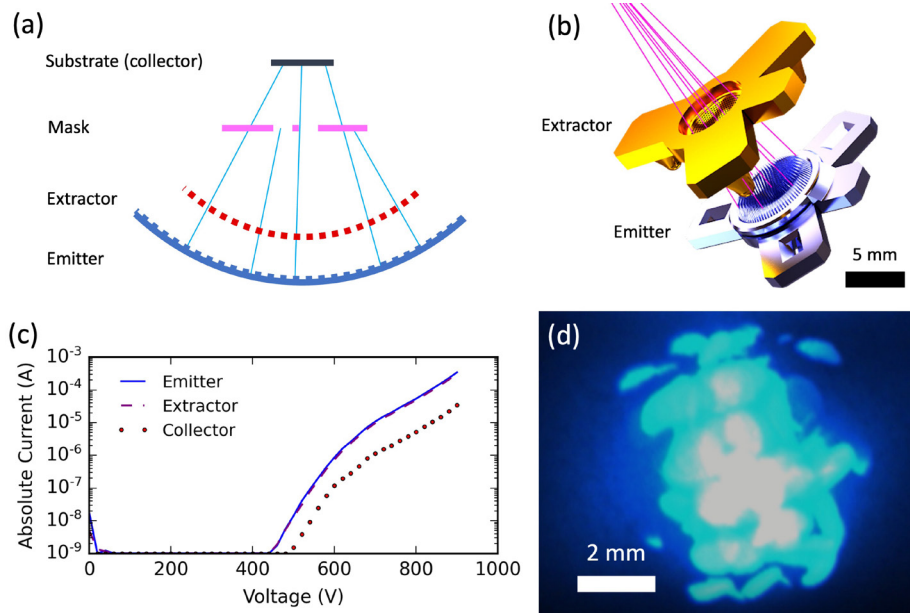 (a)
Substrate (collector)
Mask
Extractor
Emitter
(b)
Extractor
Emitter
5 mm
(c)
10⁻³
10⁻⁴
10⁻⁵
10⁻⁶
10⁻⁷
10⁻⁸
10⁻⁹
Absolute Current (A)
Emitter
Extractor
Collector
0 200 400 600 800 1000
Voltage (V)
(d)
2 mm